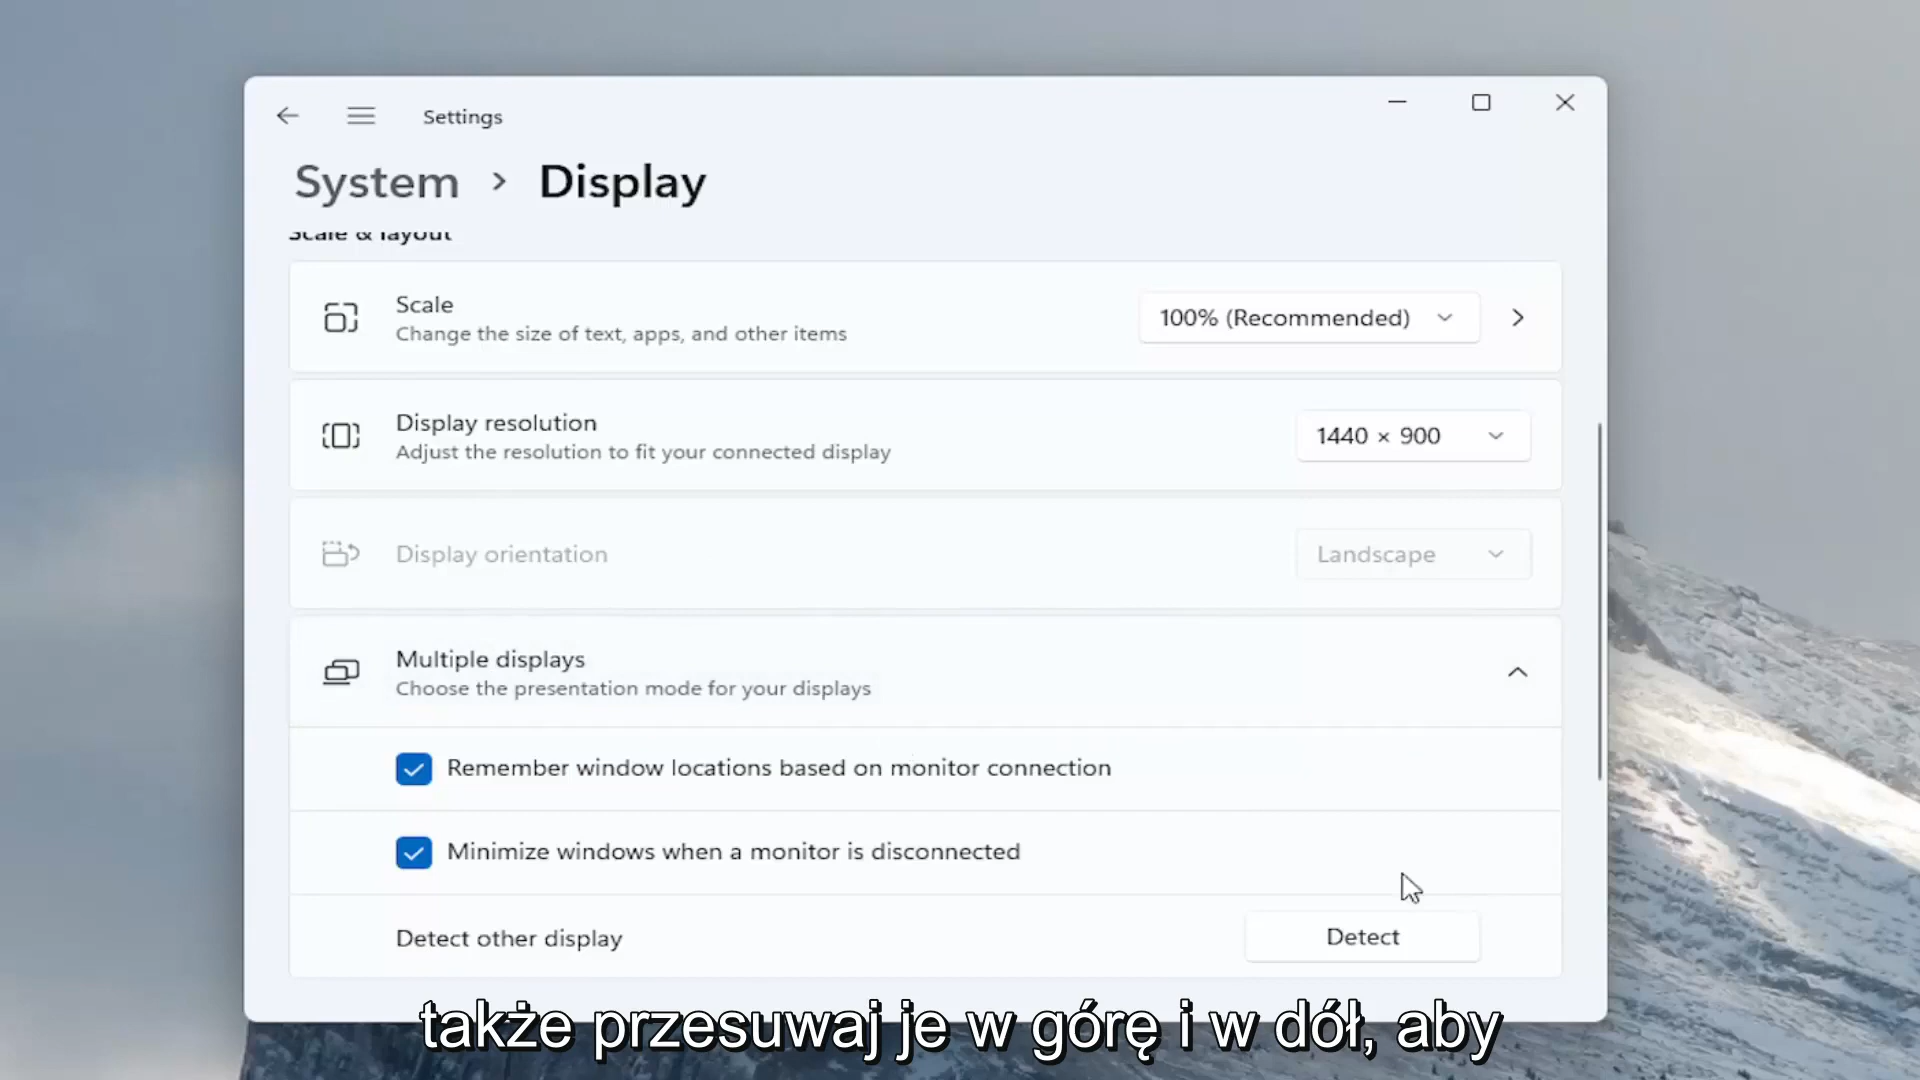 Settings
System > Display
Scale & layout
Scale
Change the size of text, apps, and other items
100% (Recommended)
Display resolution
Adjust the resolution to fit your connected display
1440 × 900
Display orientation
Landscape
Multiple displays
Choose the presentation mode for your displays
Remember window locations based on monitor connection
Minimize windows when a monitor is disconnected
Detect other display
Detect
także przesuwaj je w górę i w dół, aby